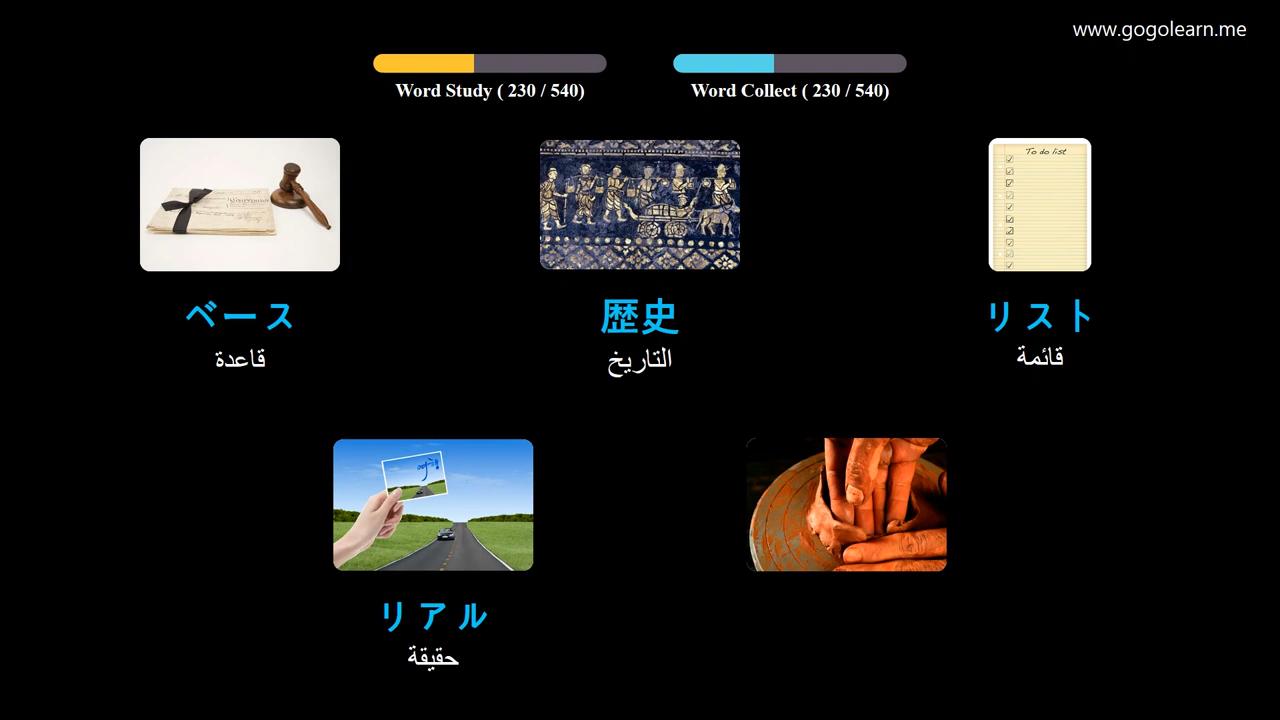 www.gogolearn.me
Word Study ( 230 / 540)
Word Collect ( 230 / 540)
To do list
ベース
歴史
リスト
قاعدة
التاريخ
قائمة
リアル
حقيقة